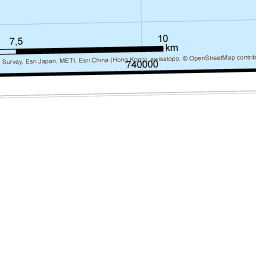 7,5 10
km
Survey, Esri Japan, METI, Esri China (Hong Kong), swisstopo, © OpenStreetMap contrib
740000